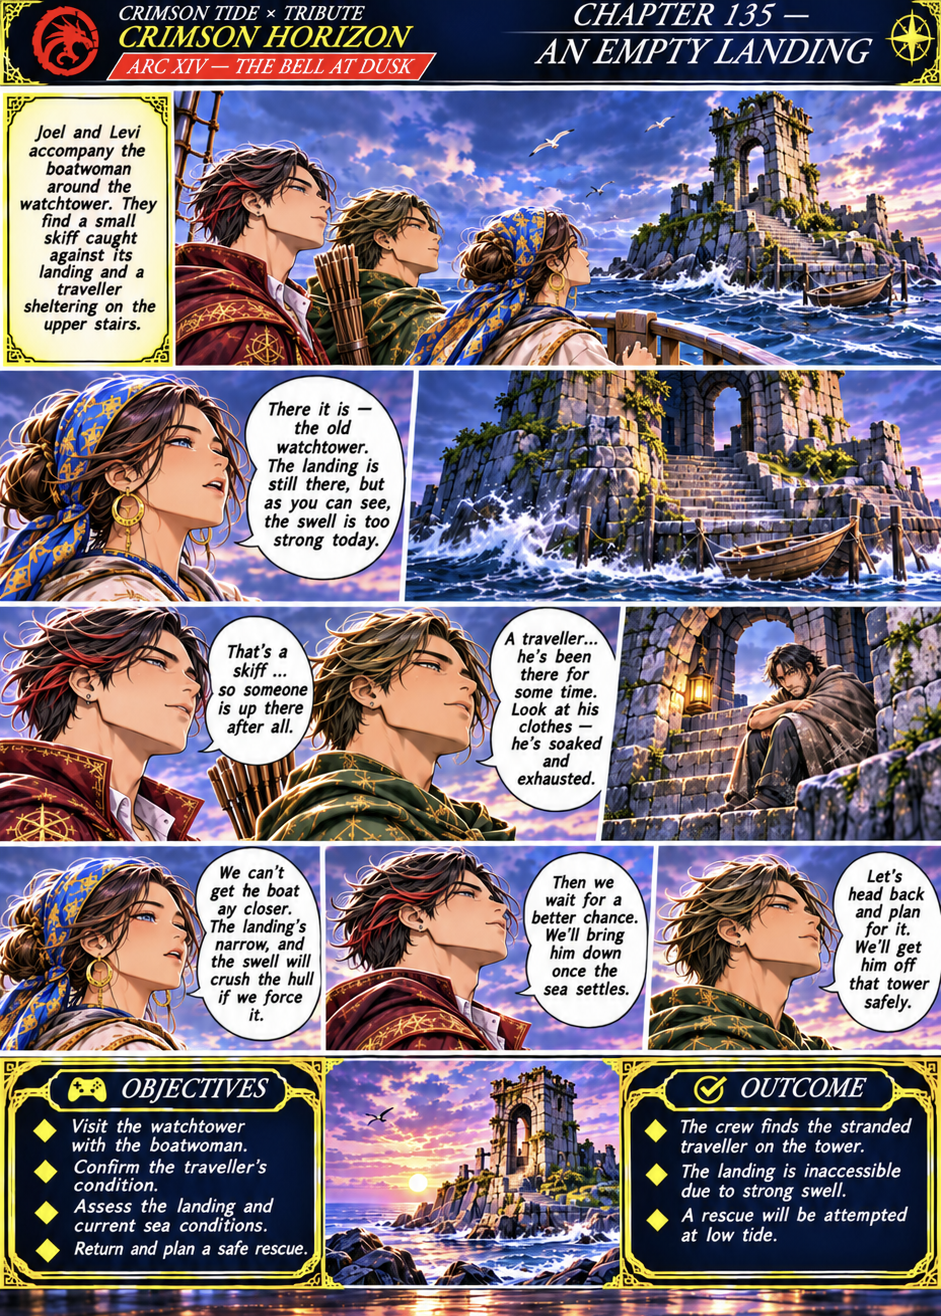 CRIMSON TIDE × TRIBUTE
CRIMSON HORIZON
ARC XIV — THE BELL AT DUSK
CHAPTER 135 —
AN EMPTY LANDING
Joel and Levi
accompany the
boatwoman
around the
watchtower. They
find a small
skiff caught
against its
landing and a
traveller
sheltering on the
upper stairs.
There it is —
the old
watchtower.
The landing is
still there, but
as you can see,
the swell is too
strong today.
That's a
skiff ...
so someone
is up there
after all.
A traveller...
he's been
there for
some time.
Look at his
clothes —
he's soaked
and
exhausted.
We can't
get he boat
ay closer.
The landing's
narrow, and
the swell will
crush the hull
if we force
it.
Then we
wait for a
better chance.
We'll bring
him down
once the
sea settles.
Let's
head back
and plan
for it.
We'll get
him off
that tower
safely.
OBJECTIVES
Visit the watchtower
with the boatwoman.
Confirm the traveller's
condition.
Assess the landing and
current sea conditions.
Return and plan a safe rescue.
OUTCOME
The crew finds the stranded
traveller on the tower.
The landing is inaccessible
due to strong swell.
A rescue will be attempted
at low tide.